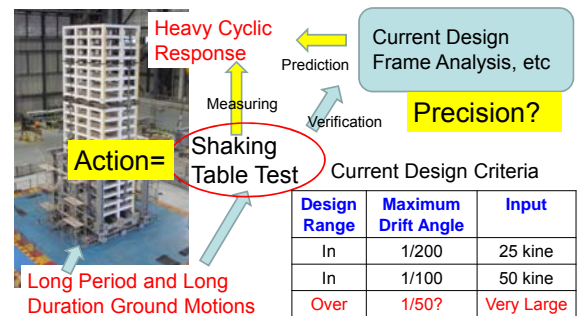 Heavy Cyclic
Response
Current Design
Frame Analysis, etc
Prediction
Measuring
Verification
Precision?
Action=
Shaking
Table Test
Current Design Criteria
Design Range Maximum Drift Angle Input
In 1/200 25 kine
In 1/100 50 kine
Over 1/50? Very Large
Long Period and Long
Duration Ground Motions